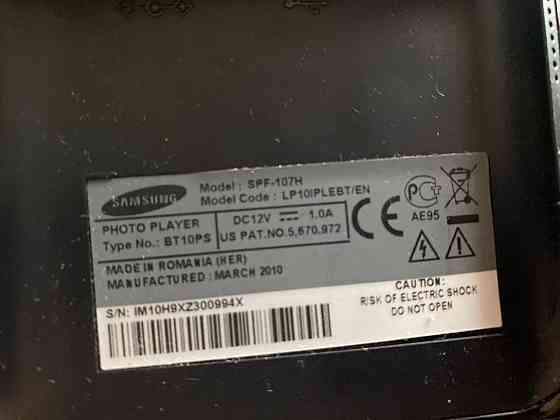 SAMSUNG
Model : SPF-107H
Model Code : LP10IPLEBT/EN
PHOTO PLAYER
Type No.: BT10PS
DC12V ⎓ 1.0A
US PAT.NO.5,670,972
CE
AE95
MADE IN ROMANIA (HER)
MANUFACTURED : MARCH 2010
S/N: IM10H9XZ300994X
CAUTION:
RISK OF ELECTRIC SHOCK
DO NOT OPEN